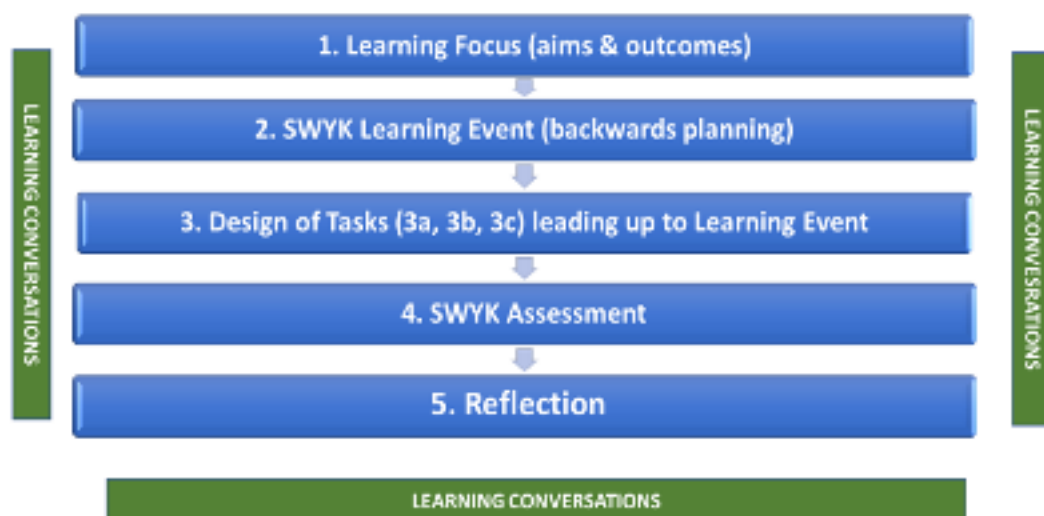 1. Learning Focus (aims & outcomes)
LEARNING CONVERSATIONS
2. SWYK Learning Event (backwards planning)
3. Design of Tasks (3a, 3b, 3c) leading up to Learning Event
4. SWYK Assessment
5. Reflection
LEARNING CONVESRATIONS
LEARNING CONVERSATIONS